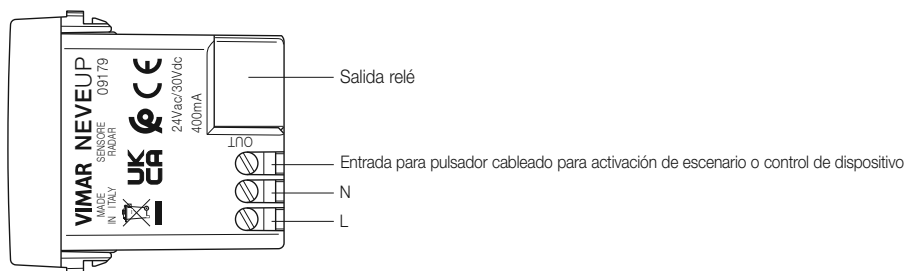 VIMAR NEVEUP
09179
MADE
IN ITALY
SENSORE
RADAR
UK
CA
CE
24Vac/30Vdc
400mA
OUT
Salida relé
Entrada para pulsador cableado para activación de escenario o control de dispositivo
N
L